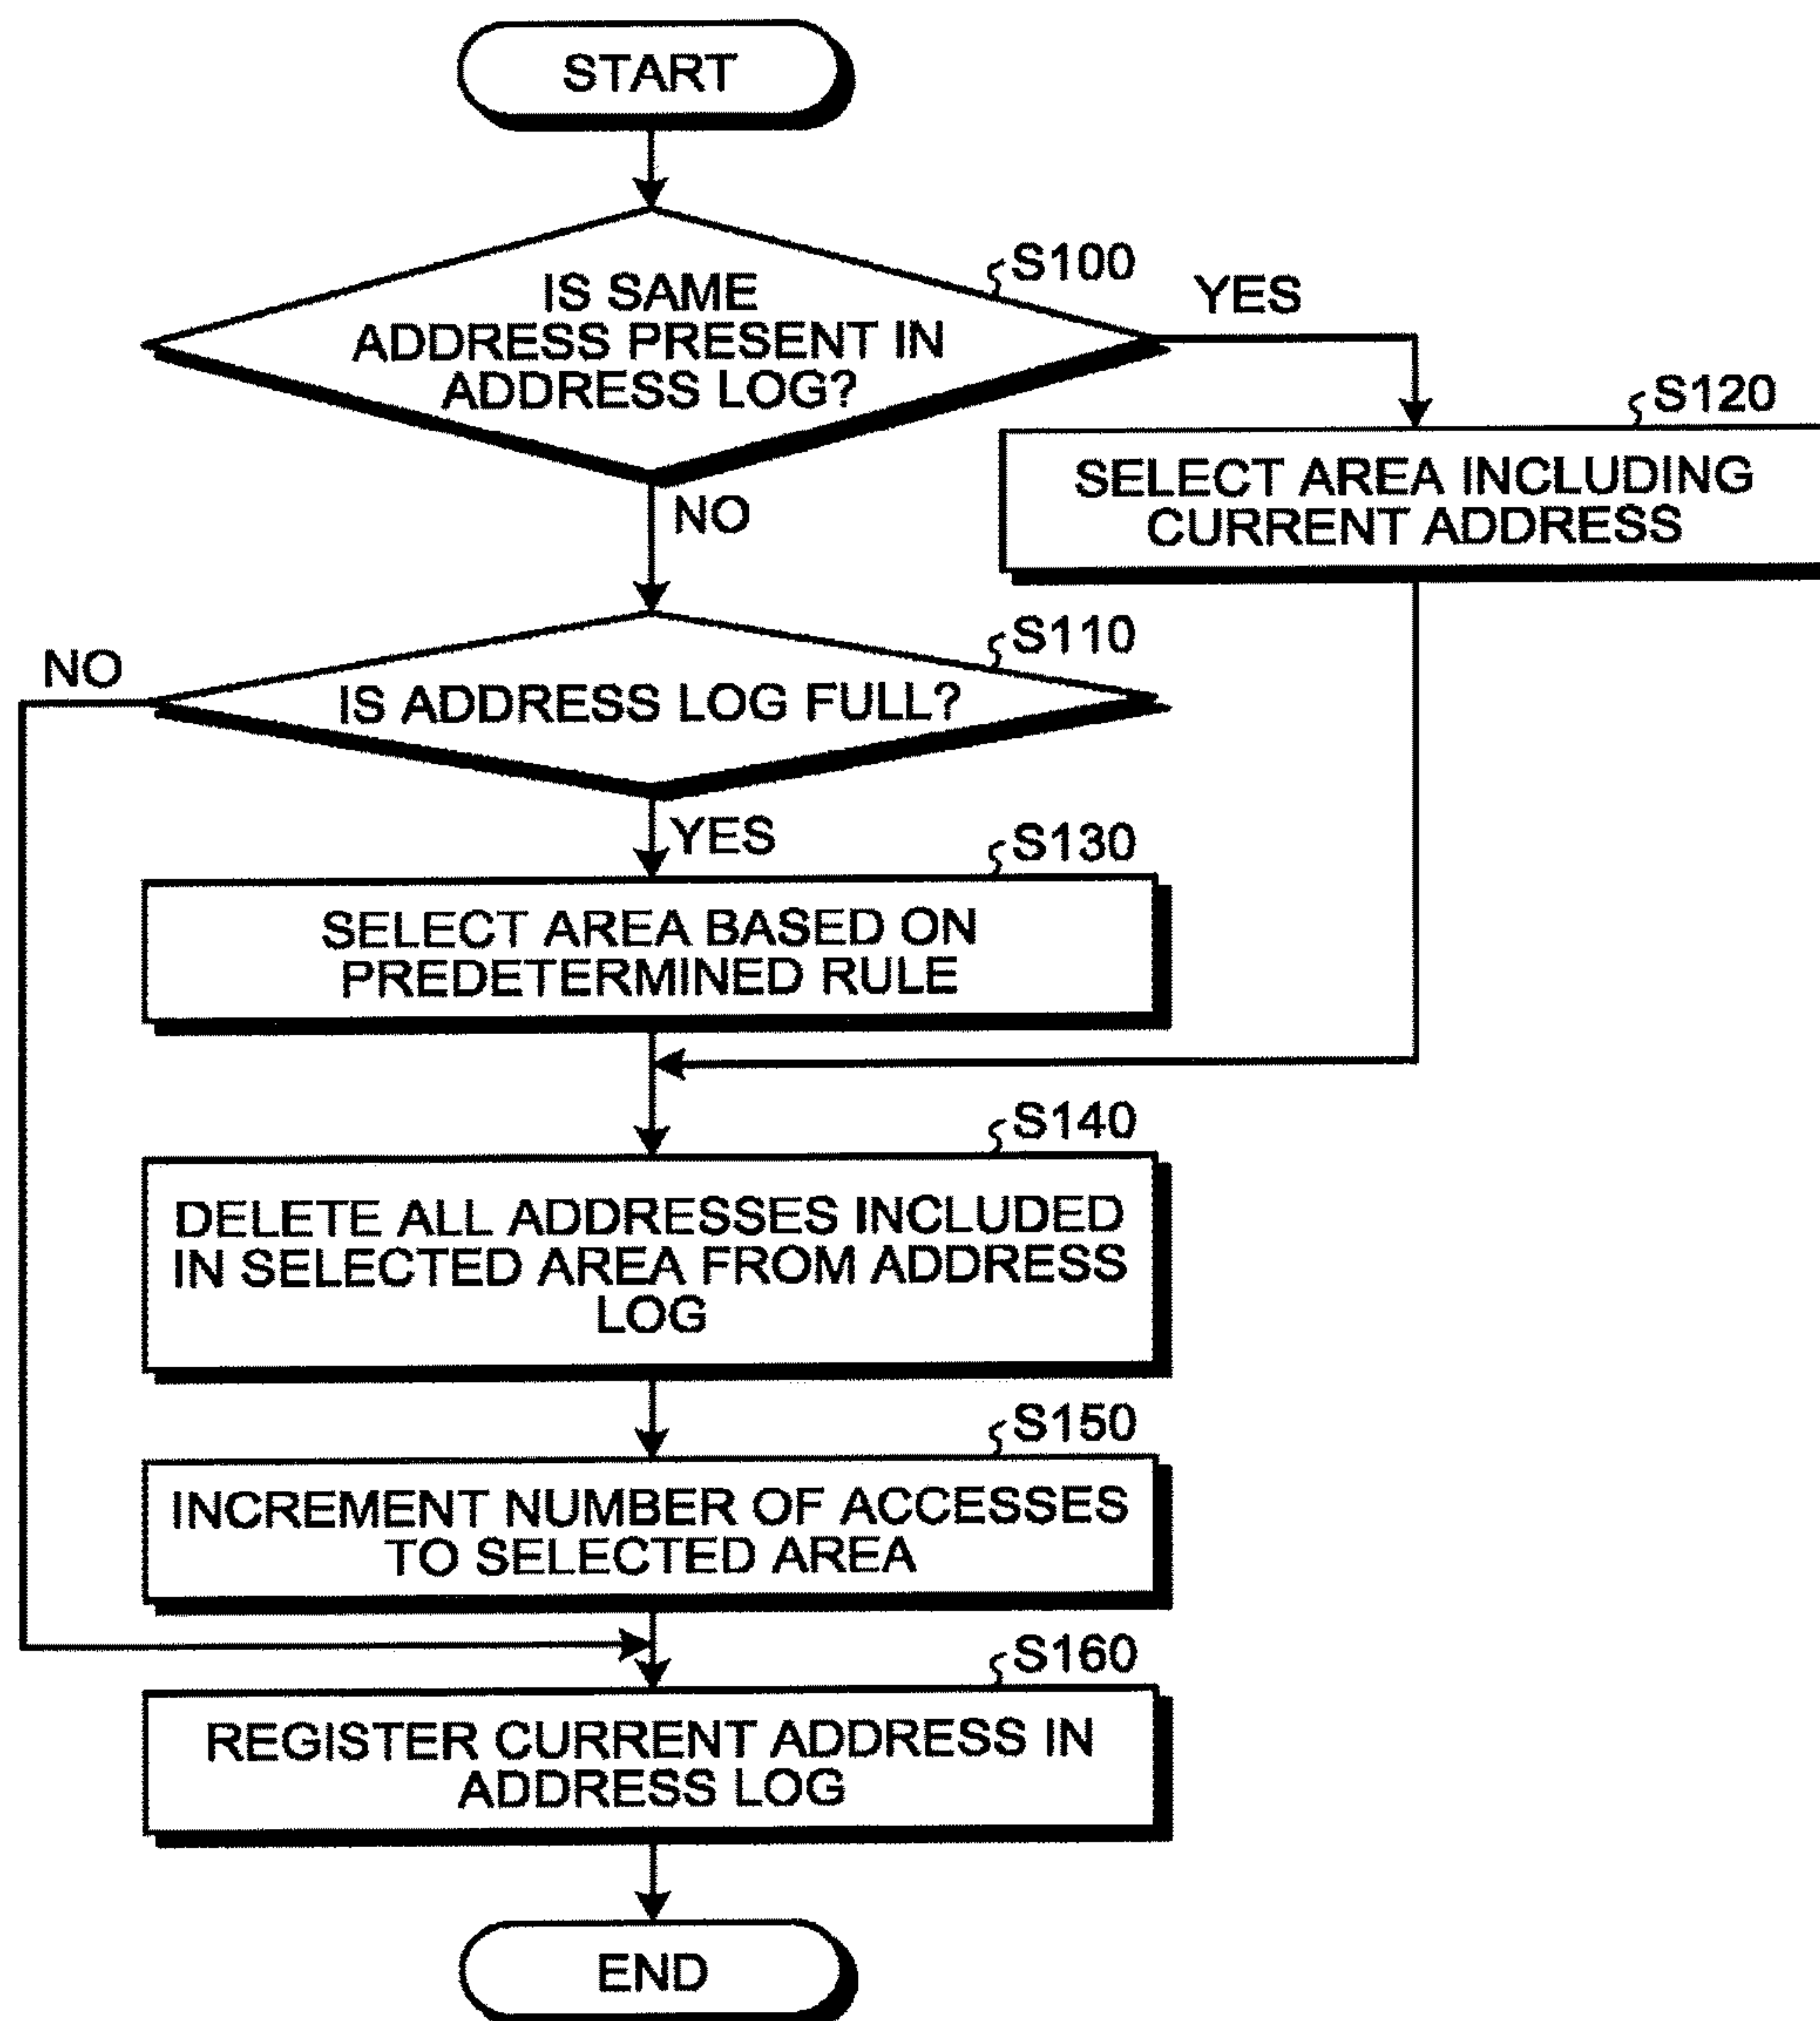 START
IS SAME
ADDRESS PRESENT IN
ADDRESS LOG?
S100
YES
S120
SELECT AREA INCLUDING
CURRENT ADDRESS
NO
S110
NO
IS ADDRESS LOG FULL?
YES
S130
SELECT AREA BASED ON
PREDETERMINED RULE
S140
DELETE ALL ADDRESSES INCLUDED
IN SELECTED AREA FROM ADDRESS
LOG
S150
INCREMENT NUMBER OF ACCESSES
TO SELECTED AREA
S160
REGISTER CURRENT ADDRESS IN
ADDRESS LOG
END